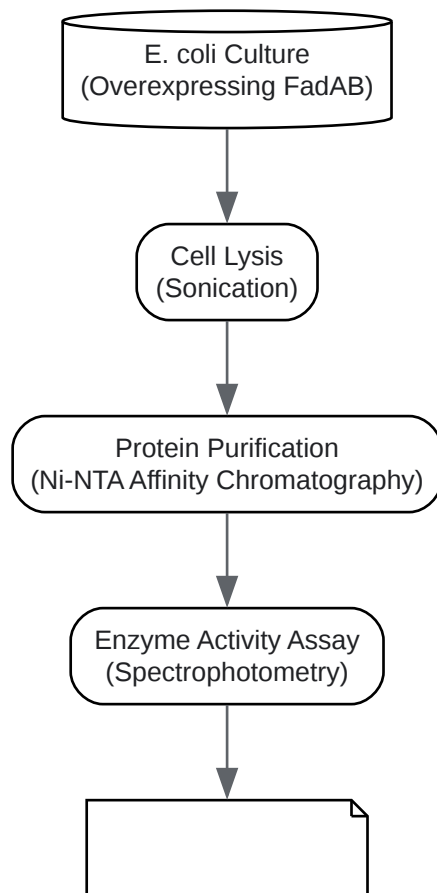 E. coli Culture
(Overexpressing FadAB)
Cell Lysis
(Sonication)
Protein Purification
(Ni-NTA Affinity Chromatography)
Enzyme Activity Assay
(Spectrophotometry)